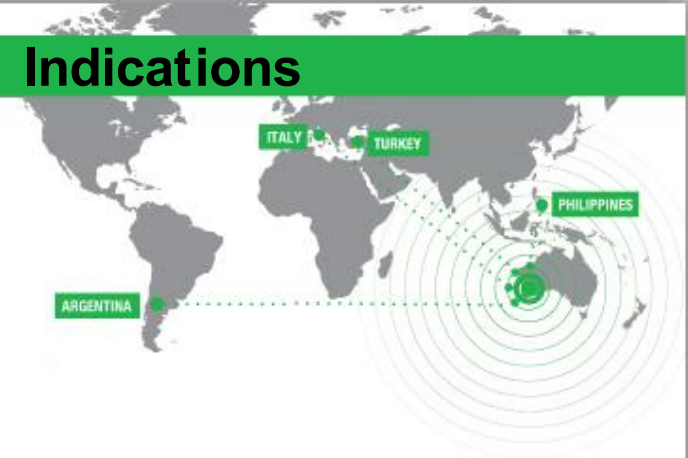 Indications
ITALY
TURKEY
PHILIPPINES
ARGENTINA